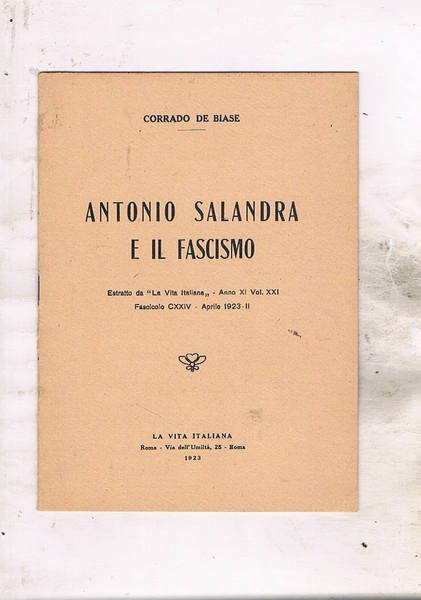 CORRADO DE BIASE
ANTONIO SALANDRA
E IL FASCISMO
Estratto da "La Vita Italiana„ - Anno XI Vol. XXI
Fascicolo CXXIV - Aprile 1923-II
LA VITA ITALIANA
Roma - Via dell'Umiltà, 25 - Roma
1923